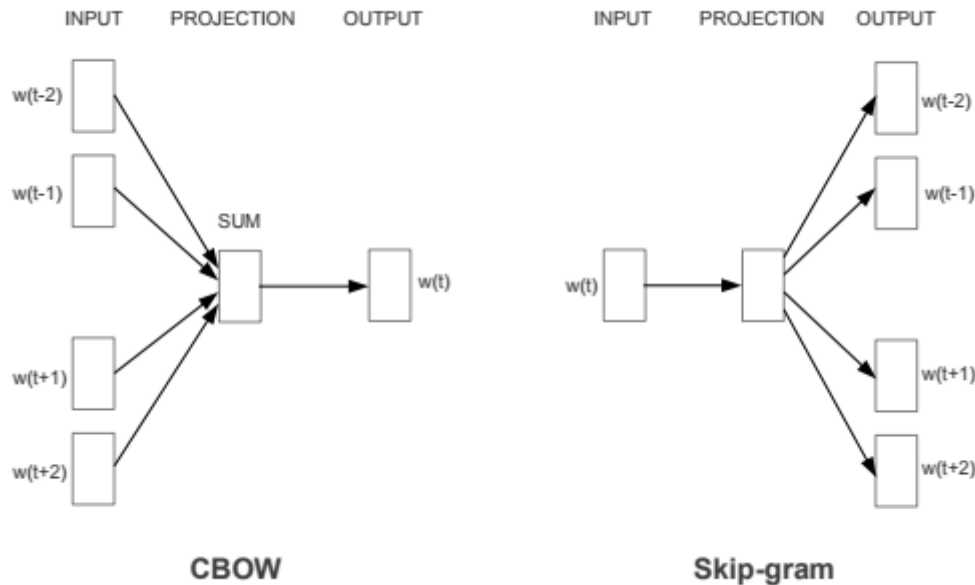 INPUT PROJECTION OUTPUT
w(t-2)
w(t-1)
SUM
w(t)
w(t+1)
w(t+2)
CBOW
INPUT PROJECTION OUTPUT
w(t-2)
w(t-1)
w(t)
w(t+1)
w(t+2)
Skip-gram